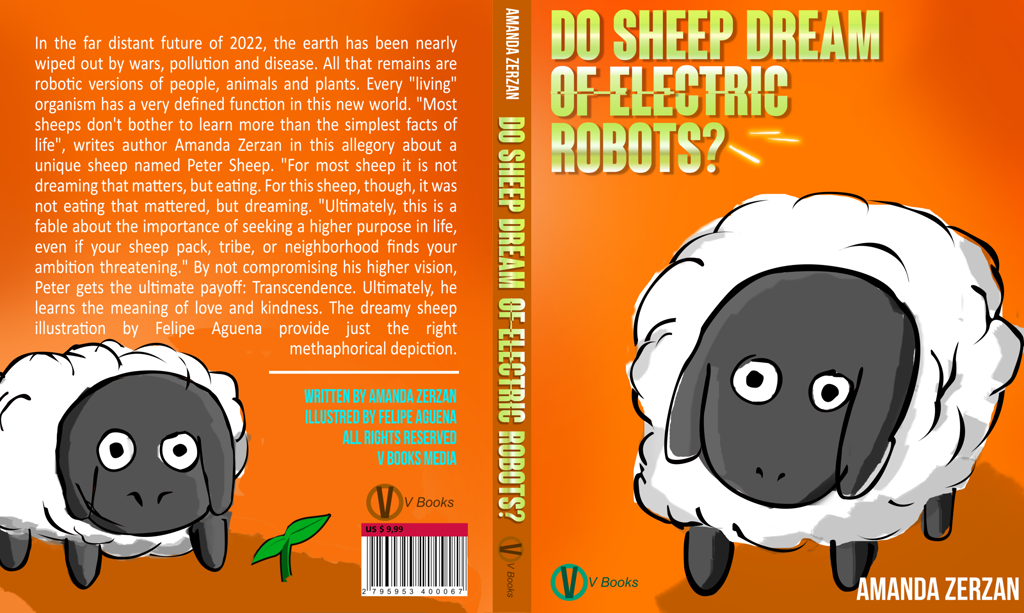 In the far distant future of 2022, the earth has been nearly
wiped out by wars, pollution and disease. All that remains are
robotic versions of people, animals and plants. Every "living"
organism has a very defined function in this new world. "Most
sheeps don't bother to learn more than the simplest facts of
life", writes author Amanda Zerzan in this allegory about a
unique sheep named Peter Sheep. "For most sheep it is not
dreaming that matters, but eating. For this sheep, though, it was
not eating that mattered, but dreaming. "Ultimately, this is a
fable about the importance of seeking a higher purpose in life,
even if your sheep pack, tribe, or neighborhood finds your
ambition threatening." By not compromising his higher vision,
Peter gets the ultimate payoff: Transcendence. Ultimately, he
learns the meaning of love and kindness. The dreamy sheep
illustration by Felipe Aguena provide just the right
methaphorical depiction.
WRITTEN BY AMANDA ZERZAN
ILLUSTRED BY FELIPE AGUENA
ALL RIGHTS RESERVED
V BOOKS MEDIA
V V Books
US $ 9,99
2 795953 400067
AMANDA ZERZAN
DO SHEEP DREAM OF ELECTRIC ROBOTS?
V V Books
DO SHEEP DREAM
OF ELECTRIC
ROBOTS?
V V Books
AMANDA ZERZAN